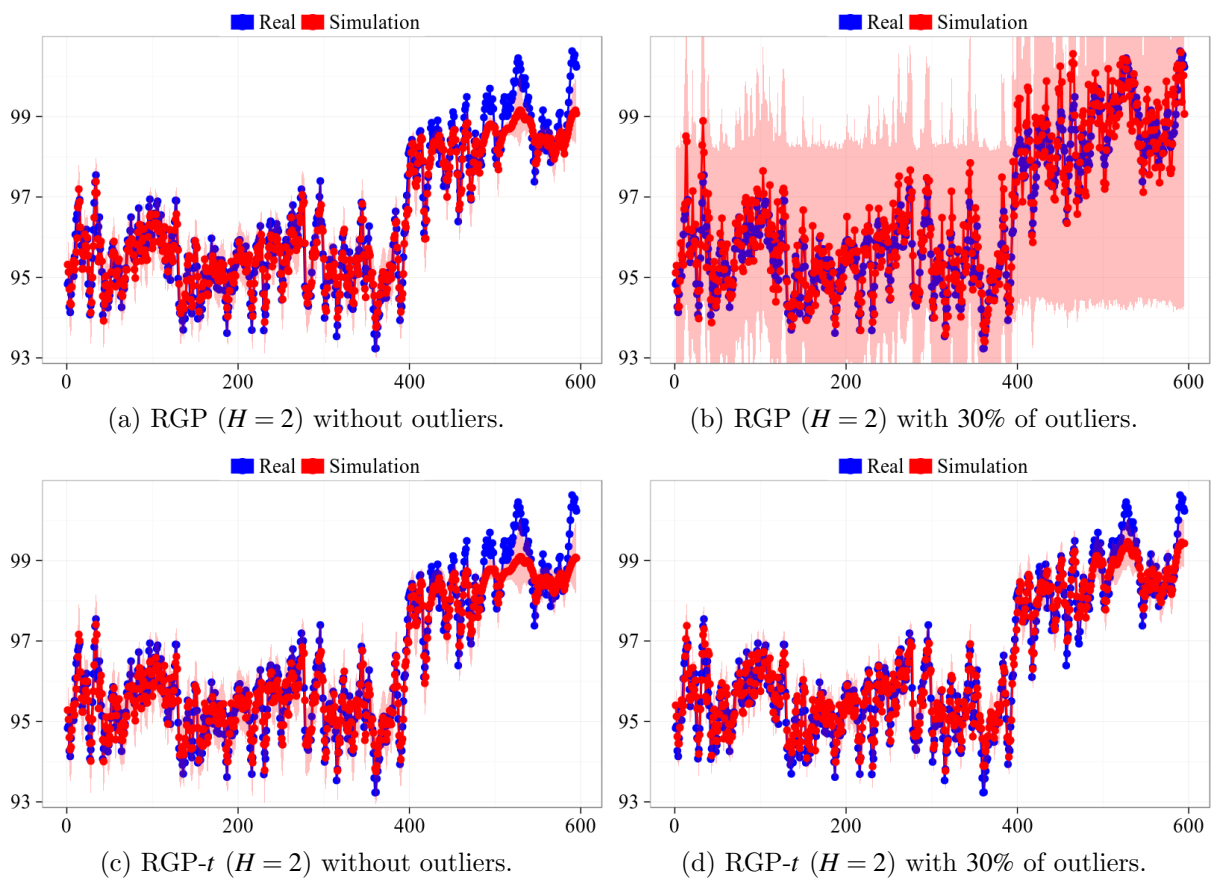 Real Simulation
Real Simulation
99
97
95
93
0 200 400 600
99
97
95
93
0 200 400 600
(a) RGP (H = 2) without outliers.
(b) RGP (H = 2) with 30% of outliers.
Real Simulation
Real Simulation
99
97
95
93
0 200 400 600
99
97
95
93
0 200 400 600
(c) RGP-t (H = 2) without outliers.
(d) RGP-t (H = 2) with 30% of outliers.